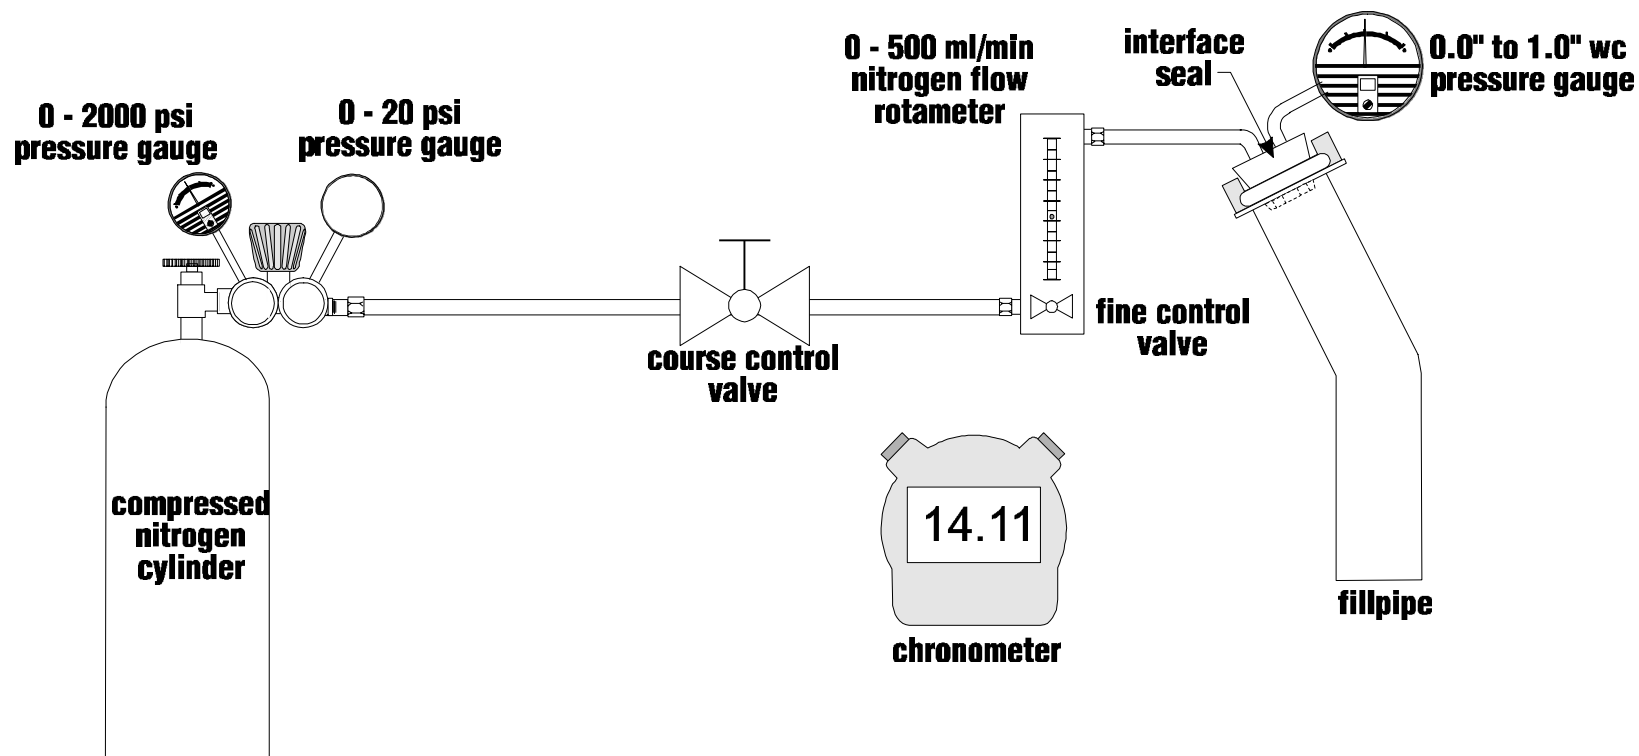 0 - 2000 psi
pressure gauge
0 - 20 psi
pressure gauge
0 - 500 ml/min
nitrogen flow
rotameter
interface
seal
0.0" to 1.0" wc
pressure gauge
course control
valve
fine control
valve
compressed
nitrogen
cylinder
14.11
chronometer
fillpipe